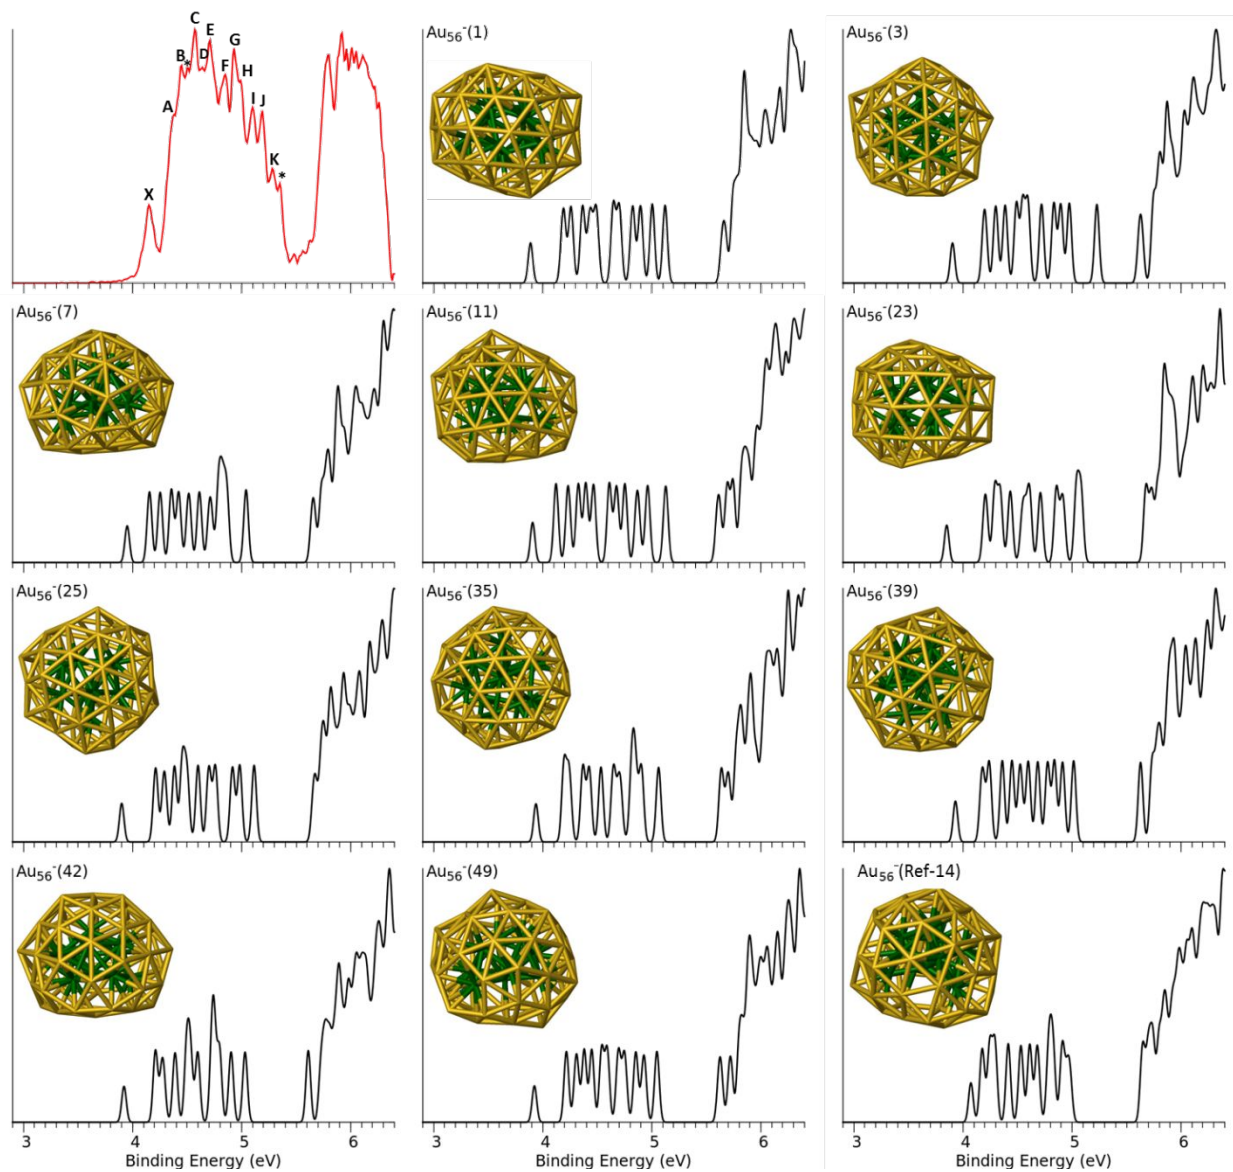 X A B * C D E F G H I J K *
Au₅₆⁻(1)
Au₅₆⁻(3)
Au₅₆⁻(7)
Au₅₆⁻(11)
Au₅₆⁻(23)
Au₅₆⁻(25)
Au₅₆⁻(35)
Au₅₆⁻(39)
Au₅₆⁻(42)
Au₅₆⁻(49)
Au₅₆⁻(Ref-14)
3 4 5 6
3 4 5 6
3 4 5 6
Binding Energy (eV)
Binding Energy (eV)
Binding Energy (eV)